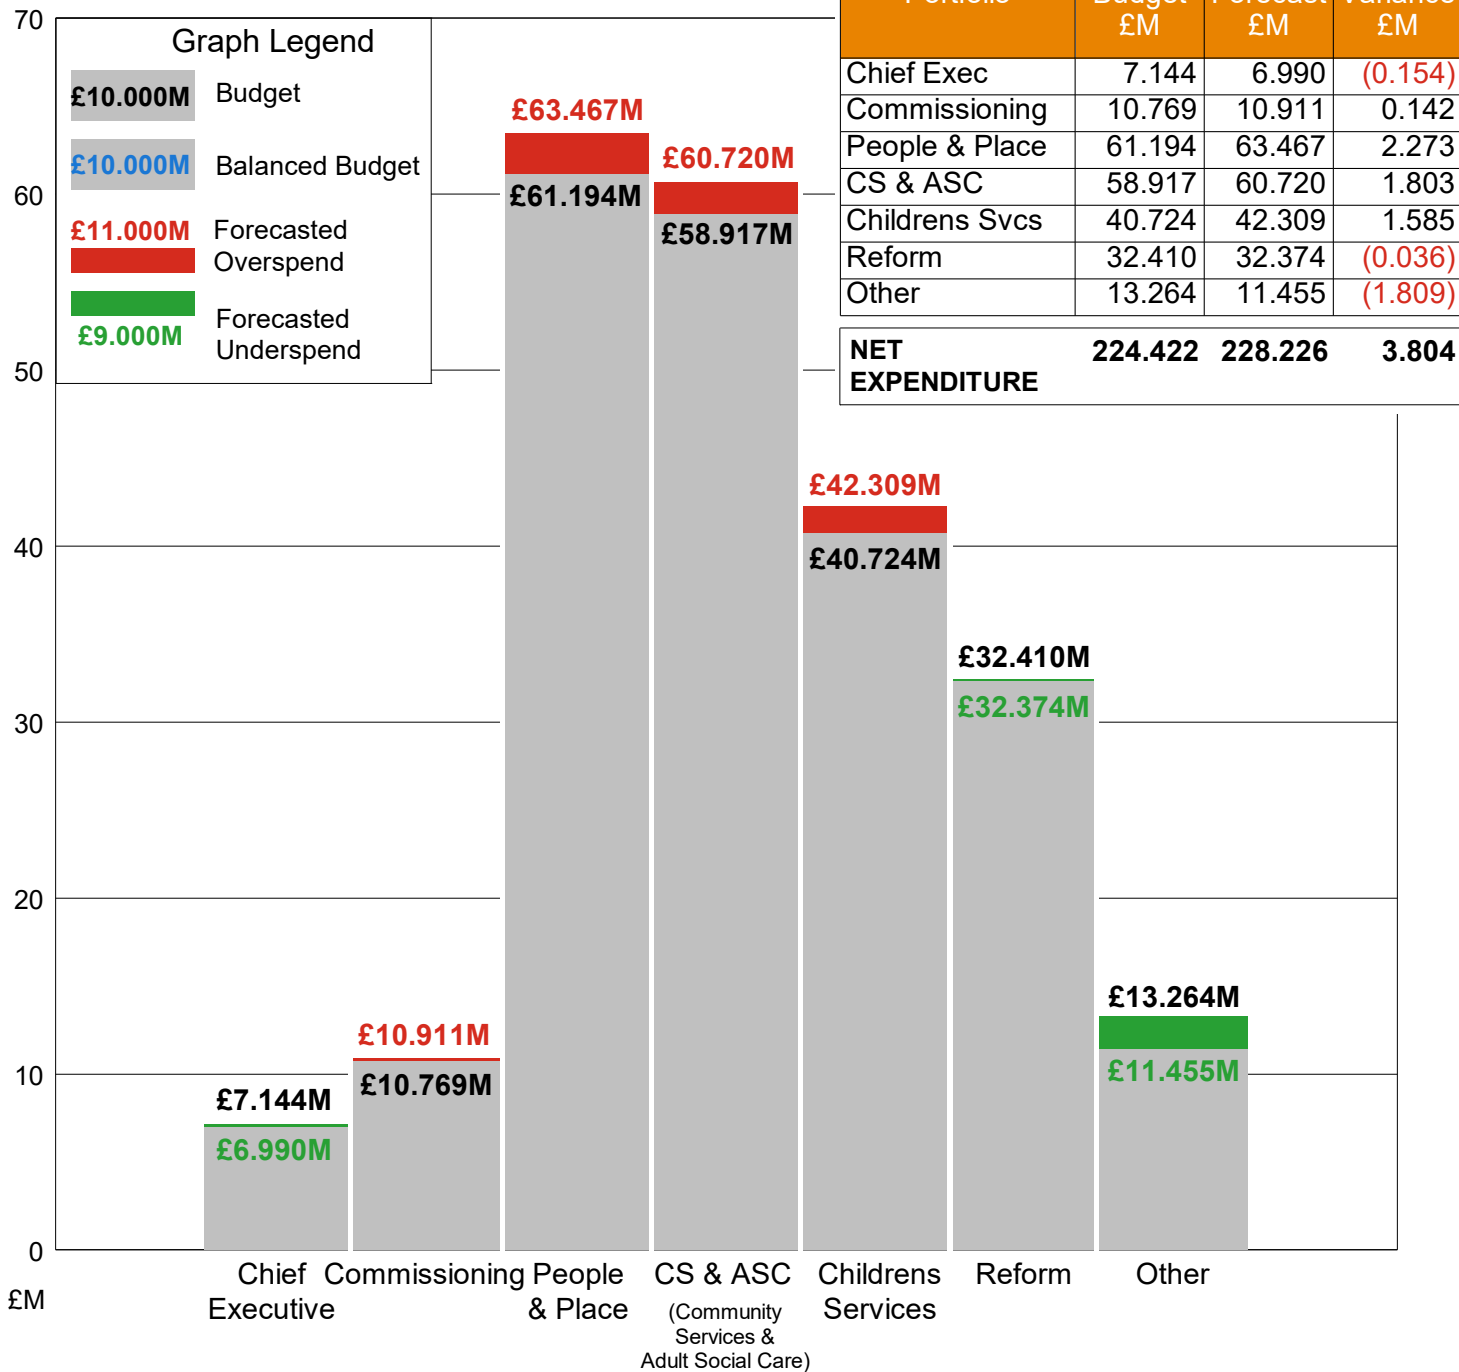 70
60
50
40
30
20
10
0
£M
Graph Legend
£10.000M Budget
£10.000M Balanced Budget
£11.000M Forecasted
Overspend
Forecasted
£9.000M
Underspend
Portfolio Budget Forecast Variance
£M £M £M
Chief Exec 7.144 6.990 (0.154)
Commissioning 10.769 10.911 0.142
People & Place 61.194 63.467 2.273
CS & ASC 58.917 60.720 1.803
Childrens Svcs 40.724 42.309 1.585
Reform 32.410 32.374 (0.036)
Other 13.264 11.455 (1.809)
NET 224.422 228.226 3.804
EXPENDITURE
£7.144M
£6.990M
£10.911M
£10.769M
£63.467M
£61.194M
£60.720M
£58.917M
£42.309M
£40.724M
£32.410M
£32.374M
£13.264M
£11.455M
Chief
Executive
Commissioning
People
& Place
CS & ASC
(Community
Services &
Adult Social Care)
Childrens
Services
Reform
Other